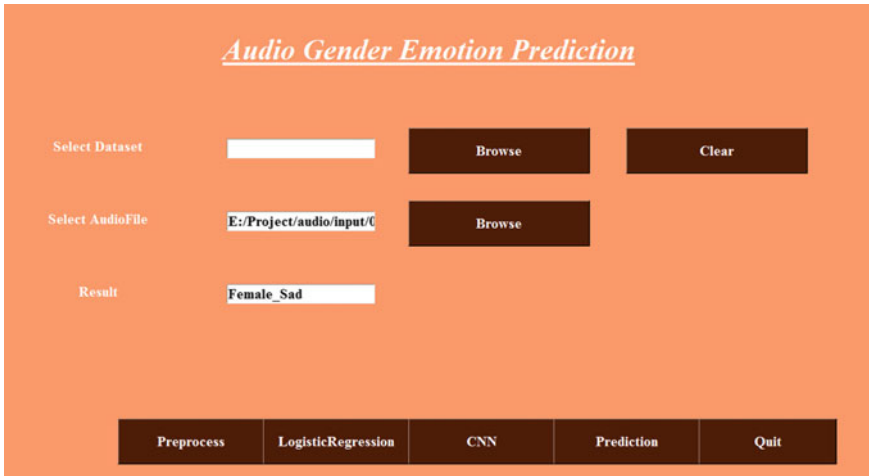 Audio Gender Emotion Prediction
Select Dataset Browse Clear
Select AudioFile E:/Project/audio/input/0 Browse
Result Female_Sad
Preprocess LogisticRegression CNN Prediction Quit